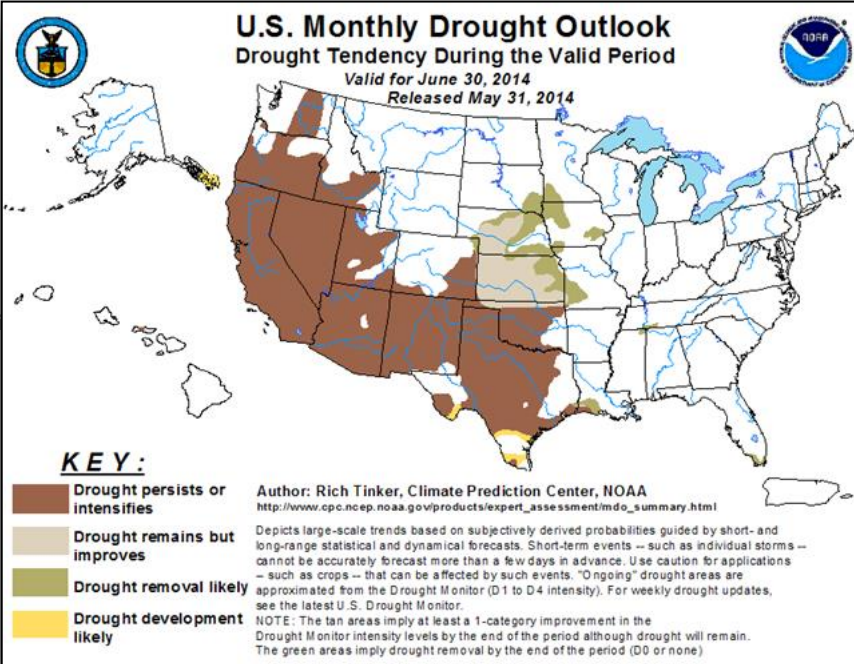 U.S. Monthly Drought Outlook
Drought Tendency During the Valid Period
Valid for June 30, 2014
Released May 31, 2014
NOAA
KEY:
Drought persists or
intensifies
Drought remains but
improves
Drought removal likely
Drought development
likely
Author: Rich Tinker, Climate Prediction Center, NOAA
http://www.cpc.ncep.noaa.gov/products/expert_assessment/mdo_summary.html
Depicts large-scale trends based on subjectively derived probabilities guided by short- and
long-range statistical and dynamical forecasts. Short-term events -- such as individual storms --
cannot be accurately forecast more than a few days in advance. Use caution for applications
-- such as crops -- that can be affected by such events. "Ongoing" drought areas are
approximated from the Drought Monitor (D1 to D4 intensity). For weekly drought updates,
see the latest U.S. Drought Monitor.
NOTE: The tan areas imply at least a 1-category improvement in the
Drought Monitor intensity levels by the end of the period although drought will remain.
The green areas imply drought removal by the end of the period (D0 or none)